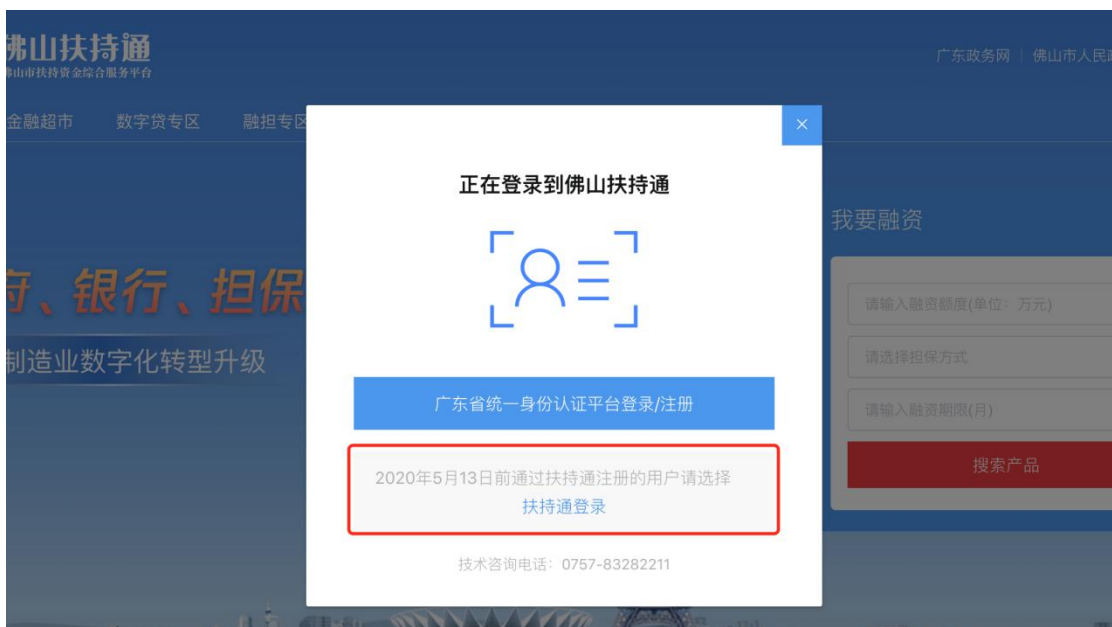 佛山扶持通
佛山市扶持资金综合服务平台
广东政务网 | 佛山市人民政
金融超市 数字贷专区 融担专区
×
正在登录到佛山扶持通
我要融资
府、银行、担保
制造业数字化转型升级
请输入融资额度(单位：万元)
请选择担保方式
请输入融资期限(月)
搜索产品
广东省统一身份认证平台登录/注册
2020年5月13日前通过扶持通注册的用户请选择
扶持通登录
技术咨询电话：0757-83282211